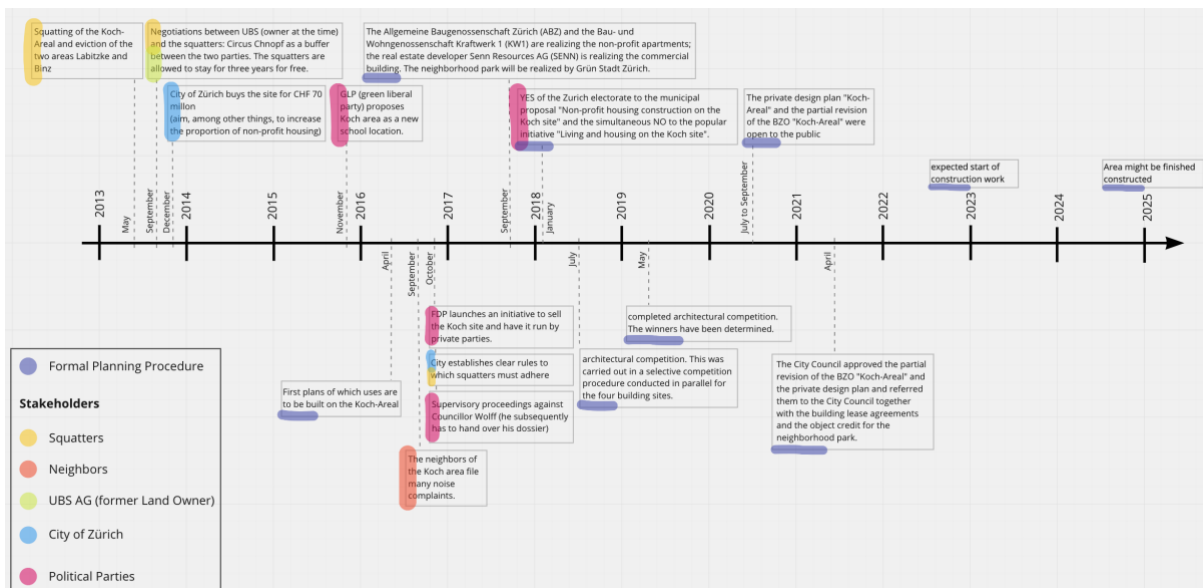 Squatting of the Koch-
Areal and eviction of the
two areas Labitzke and
Binz
Negotiations between UBS (owner at the time)
and the squatters: Circus Chnopf as a buffer
between the two parties. The squatters are
allowed to stay for three years for free.
The Allgemeine Baugenossenschaft Zürich (ABZ) and the Bau- und
Wohngenossenschaft Kraftwerk 1 (KW1) are realizing the non-profit apartments;
the real estate developer Senn Resources AG (SENN) is realizing the commercial
building. The neighborhood park will be realized by Grün Stadt Zürich.
City of Zürich buys the site for CHF 70
millon
(aim, among other things, to increase
the proportion of non-profit housing)
GLP (green liberal
party) proposes
Koch area as a new
school location.
YES of the Zurich electorate to the municipal
proposal "Non-profit housing construction on the
Koch site" and the simultaneous NO to the popular
initiative "Living and housing on the Koch site".
The private design plan "Koch-
Areal" and the partial revision
of the BZO "Koch-Areal" were
open to the public
expected start of
construction work
Area might be finished
constructed
2013
May
September
December
2014
2015
November
2016
2017
September
2018
January
2019
2020
July to September
2021
2022
2023
2024
2025
April
September
October
July
May
April
FDP launches an initiative to sell
the Koch site and have it run by
private parties.
City establishes clear rules to
which squatters must adhere
Supervisory proceedings against
Councillor Wolff (he subsequently
has to hand over his dossier)
First plans of which uses are
to be built on the Koch-Areal
The neighbors of
the Koch area file
many noise
complaints.
completed architectural competition.
The winners have been determined.
architectural competition. This was
carried out in a selective competition
procedure conducted in parallel for
the four building sites.
The City Council approved the partial
revision of the BZO "Koch-Areal" and
the private design plan and referred
them to the City Council together
with the building lease agreements
and the object credit for the
neighborhood park.
Formal Planning Procedure
Stakeholders
Squatters
Neighbors
UBS AG (former Land Owner)
City of Zürich
Political Parties